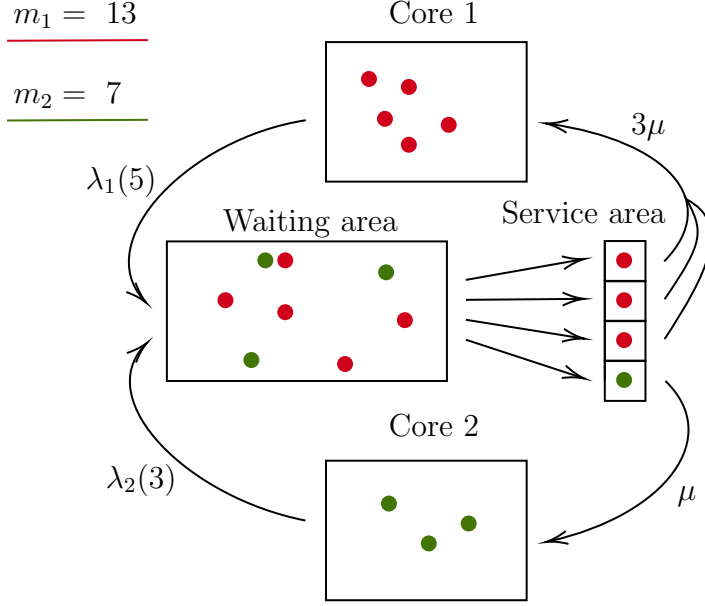 m₁ = 13
Core 1
m₂ = 7
3μ
λ₁(5)
Waiting area
Service area
Core 2
λ₂(3)
μ